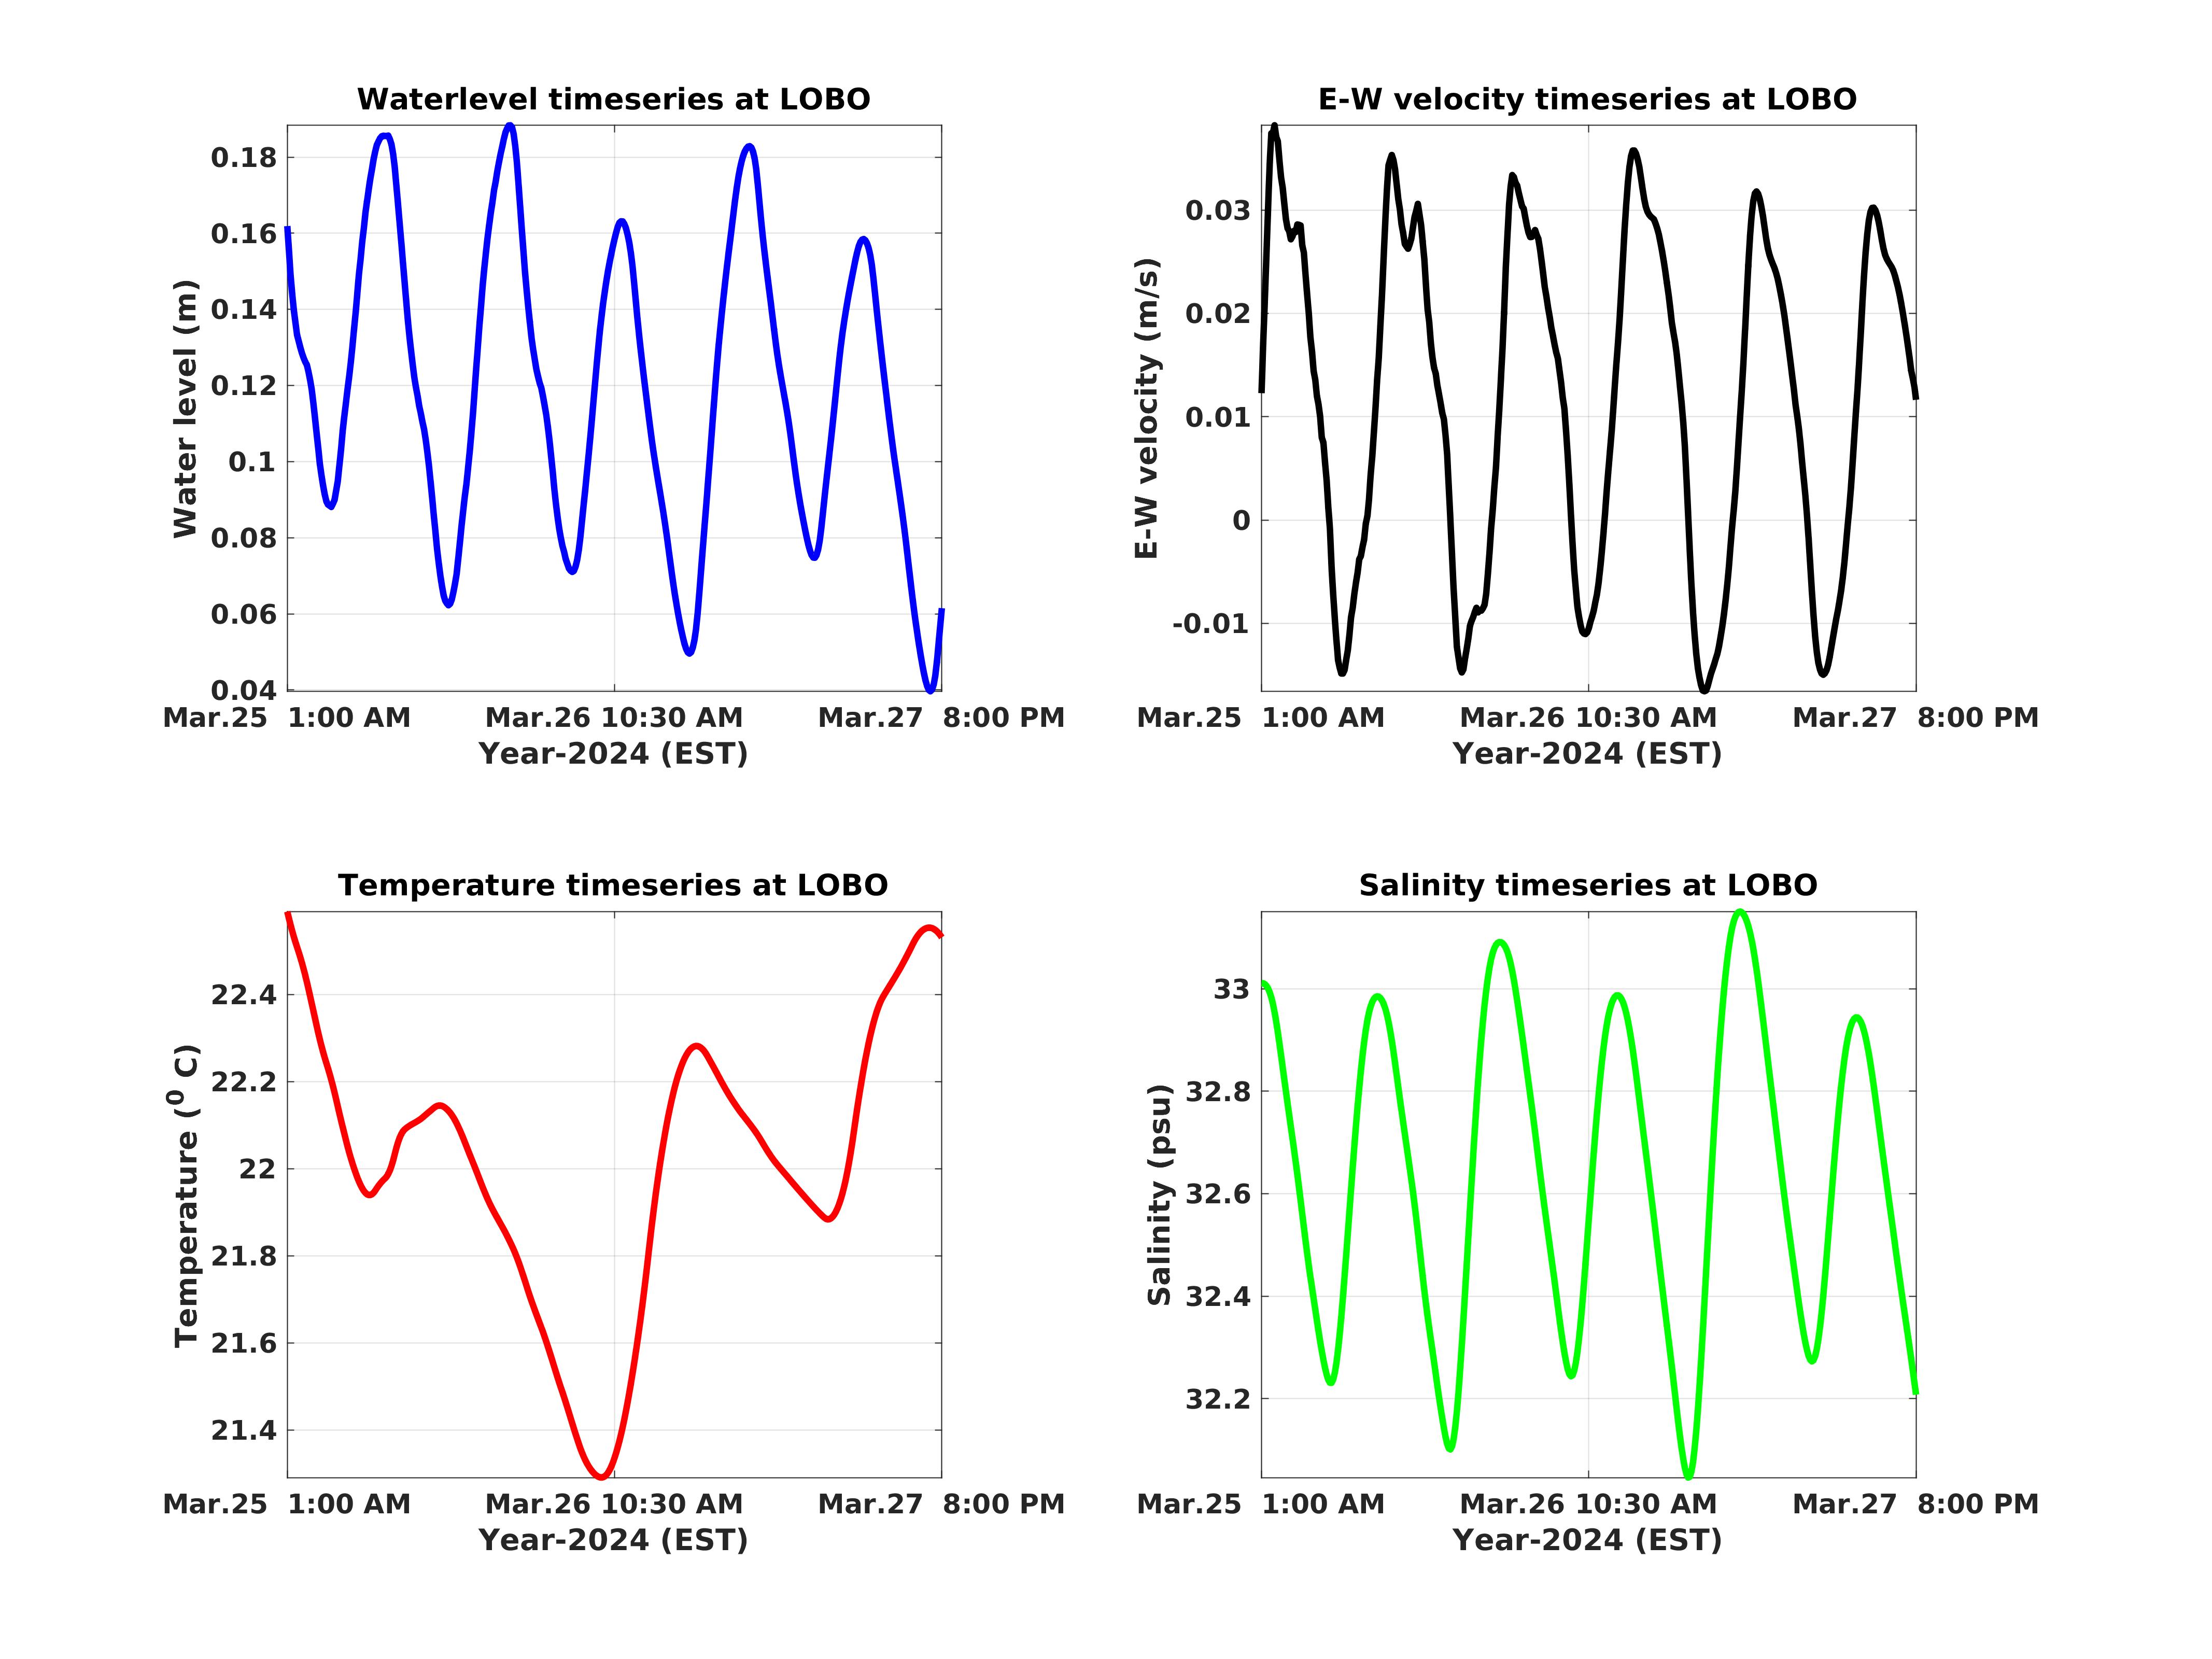 Waterlevel timeseries at LOBO
0.18
0.16
0.14
0.12
0.1
0.08
0.06
0.04
Water level (m)
Mar.25 1:00 AM Mar.26 10:30 AM Mar.27 8:00 PM
Year-2024 (EST)
E-W velocity timeseries at LOBO
0.03
0.02
0.01
0
-0.01
E-W velocity (m/s)
Mar.25 1:00 AM Mar.26 10:30 AM Mar.27 8:00 PM
Year-2024 (EST)
Temperature timeseries at LOBO
22.4
22.2
22
21.8
21.6
21.4
Temperature (⁰ C)
Mar.25 1:00 AM Mar.26 10:30 AM Mar.27 8:00 PM
Year-2024 (EST)
Salinity timeseries at LOBO
33
32.8
32.6
32.4
32.2
Salinity (psu)
Mar.25 1:00 AM Mar.26 10:30 AM Mar.27 8:00 PM
Year-2024 (EST)